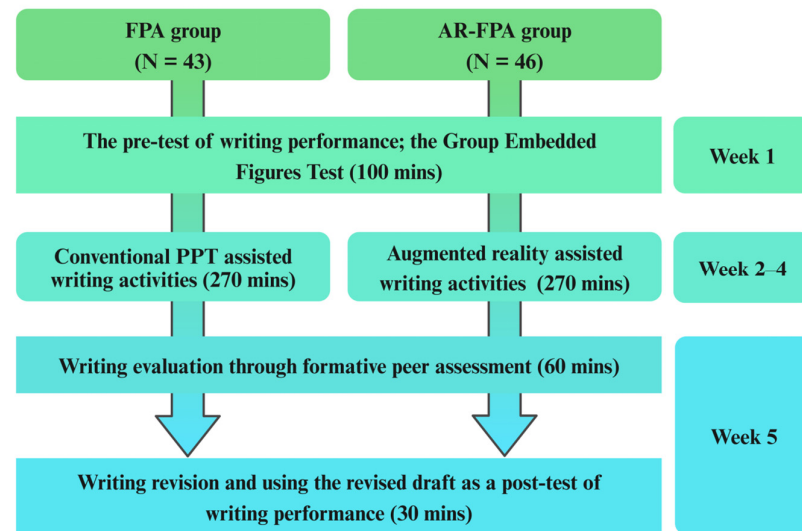 FPA group
(N = 43)
AR-FPA group
(N = 46)
The pre-test of writing performance; the Group Embedded
Figures Test (100 mins)
Week 1
Conventional PPT assisted
writing activities (270 mins)
Augmented reality assisted
writing activities (270 mins)
Week 2–4
Writing evaluation through formative peer assessment (60 mins)
Week 5
Writing revision and using the revised draft as a post-test of
writing performance (30 mins)